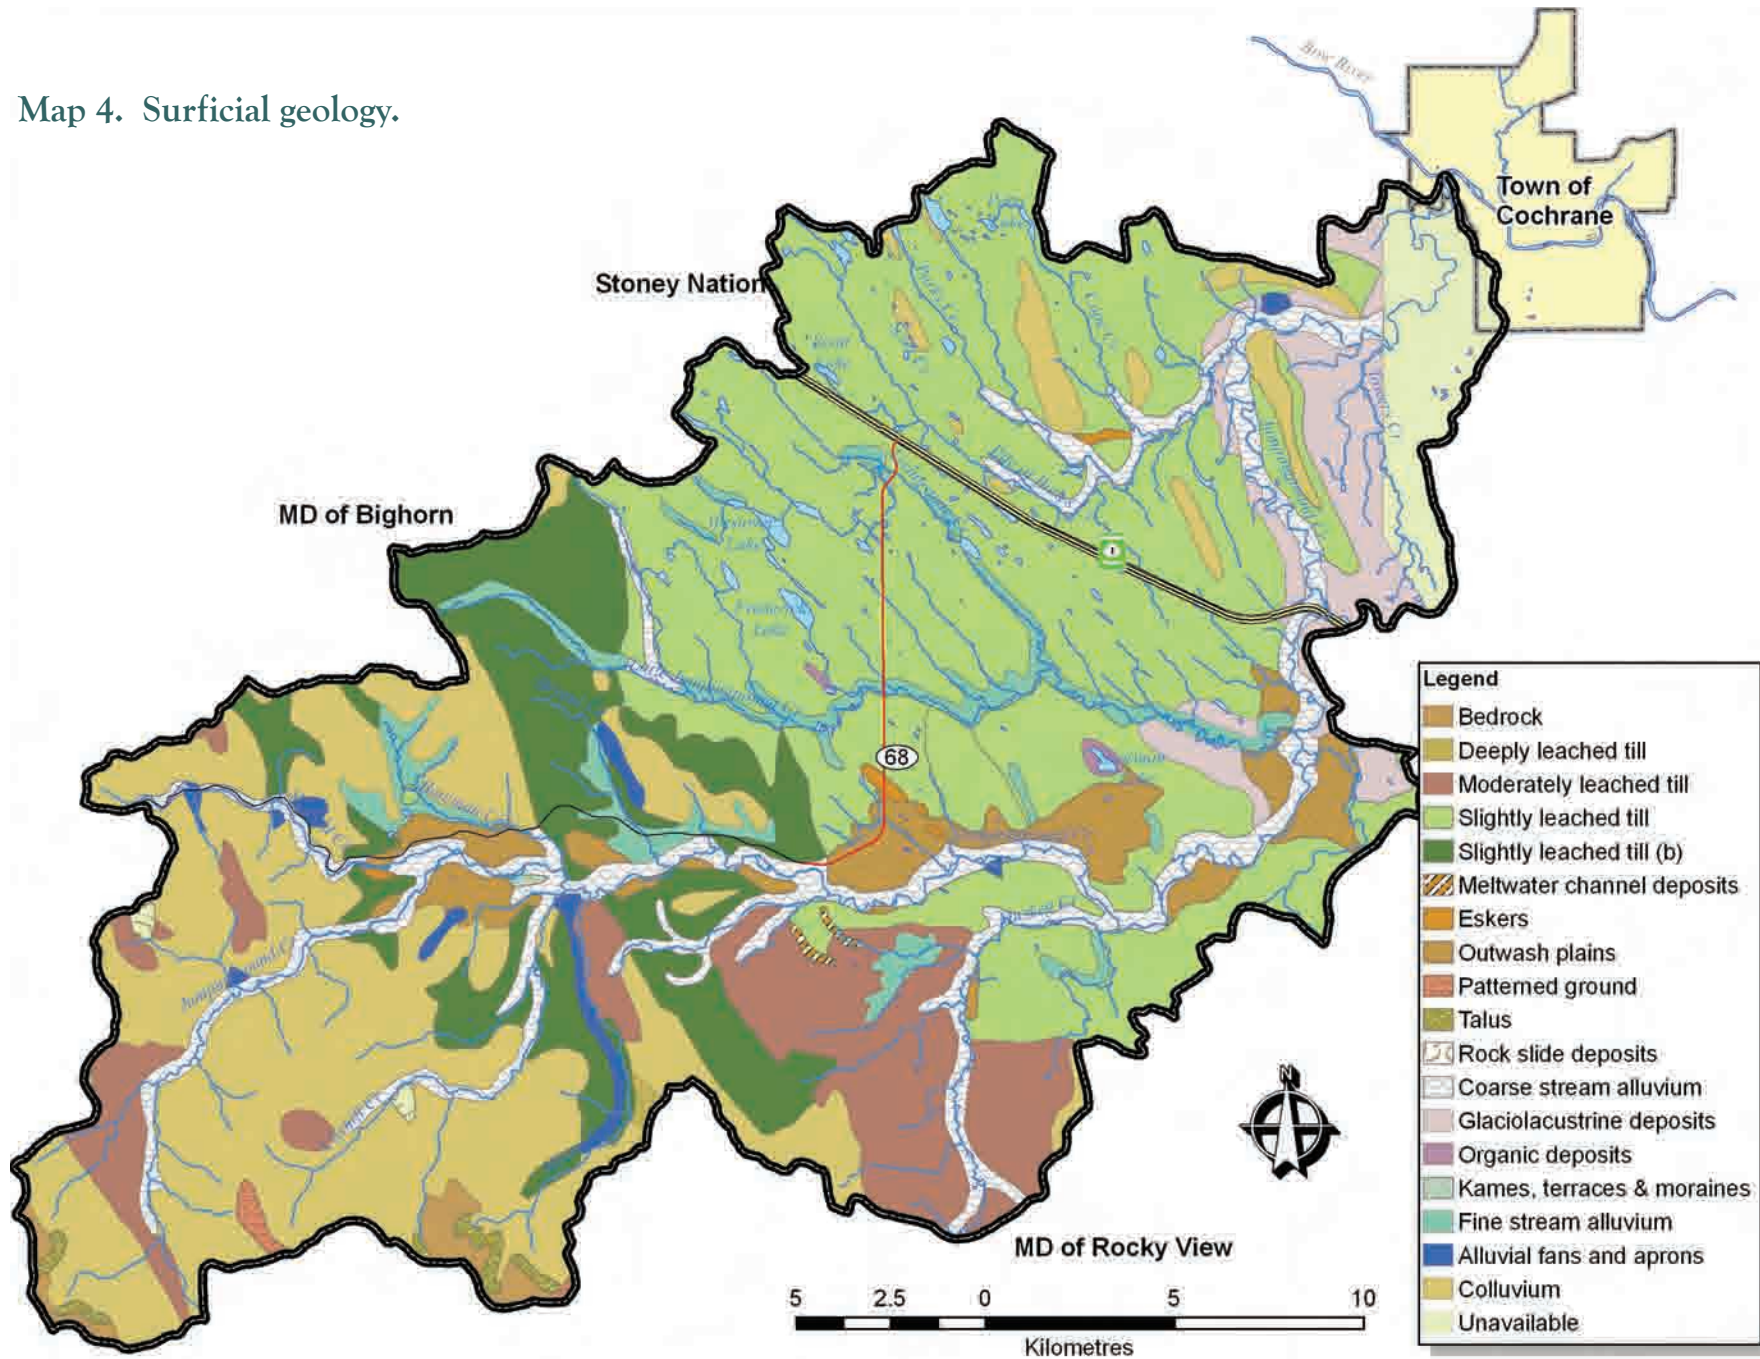 Map 4. Surficial geology.
Bow River
Town of
Cochrane
Stoney Nation
MD of Bighorn
1
68
Legend
Bedrock
Deeply leached till
Moderately leached till
Slightly leached till
Slightly leached till (b)
Meltwater channel deposits
Eskers
Outwash plains
Patterned ground
Talus
Rock slide deposits
Coarse stream alluvium
Glaciolacustrine deposits
Organic deposits
Kames, terraces & moraines
Fine stream alluvium
Alluvial fans and aprons
Colluvium
Unavailable
N
MD of Rocky View
5 2.5 0 5 10
Kilometres